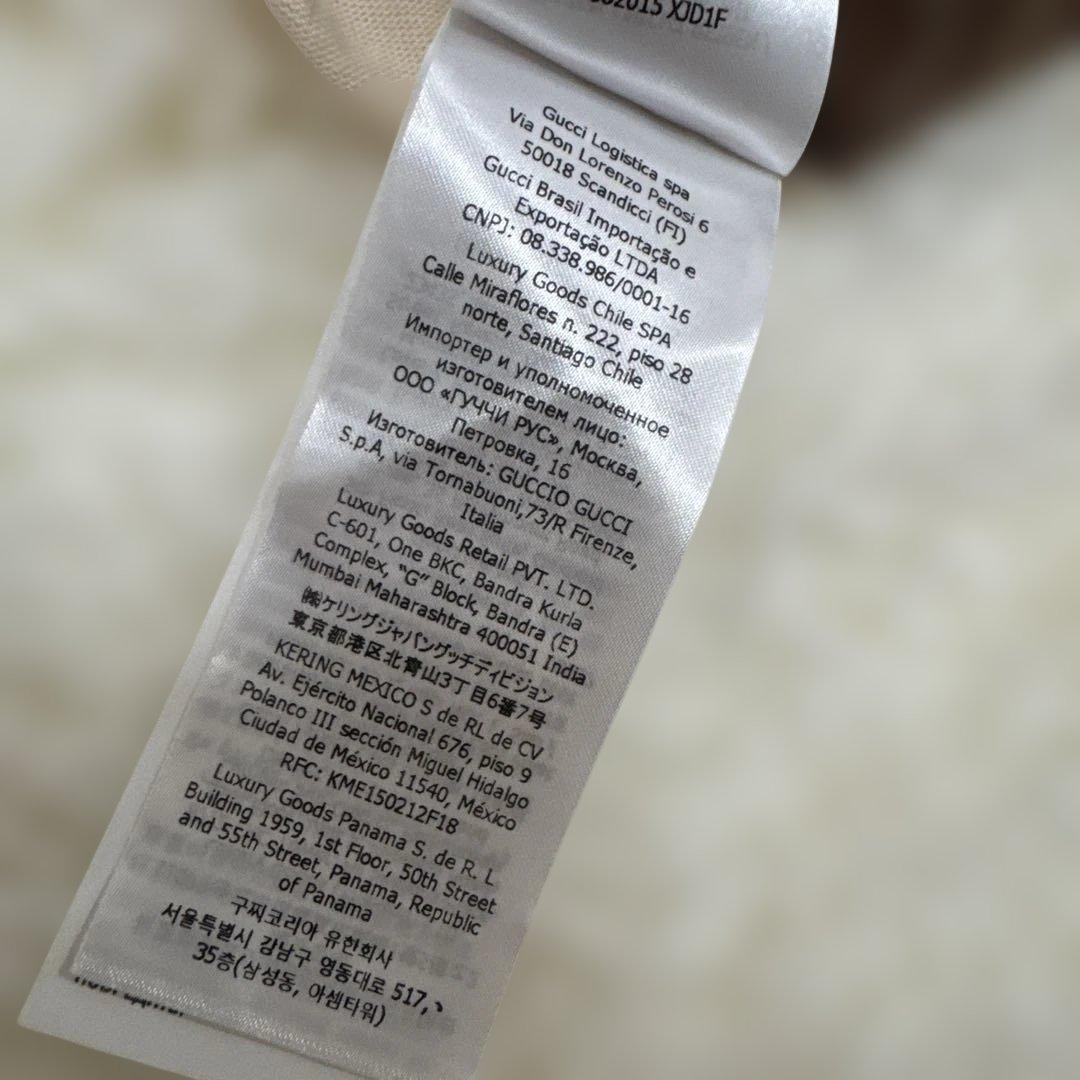 XJD1F
Gucci Logistica spa
Via Don Lorenzo Perosi 6
50018 Scandicci (FI)
Gucci Brasil Importação e
Exportação LTDA
CNPJ: 08.338.986/0001-16
Luxury Goods Chile SPA
Calle Miraflores n. 222, piso 28
norte, Santiago Chile
Импортер и уполномоченное
изготовителем лицо:
ООО «ГУЧЧИ РУС», Москва,
Петровка, 16
Изготовитель: GUCCIO GUCCI
S.p.A, via Tornabuoni,73/R Firenze,
Italia
Luxury Goods Retail PVT. LTD.
C-601, One BKC, Bandra Kurla
Complex, "G" Block, Bandra (E)
Mumbai Maharashtra 400051 India
㈱ケリングジャパングッチディビジョン
東京都港区北青山3丁目6番7号
KERING MEXICO S de RL de CV
Av. Ejército Nacional 676, piso 9
Polanco III sección Miguel Hidalgo
Ciudad de México 11540, México
RFC: KME150212F18
Luxury Goods Panama S. de R. L
Building 1959, 1st Floor, 50th Street
and 55th Street, Panama, Republic
of Panama
구찌코리아 유한회사
서울특별시 강남구 영동대로 517,
35층(삼성동, 아셈타워)